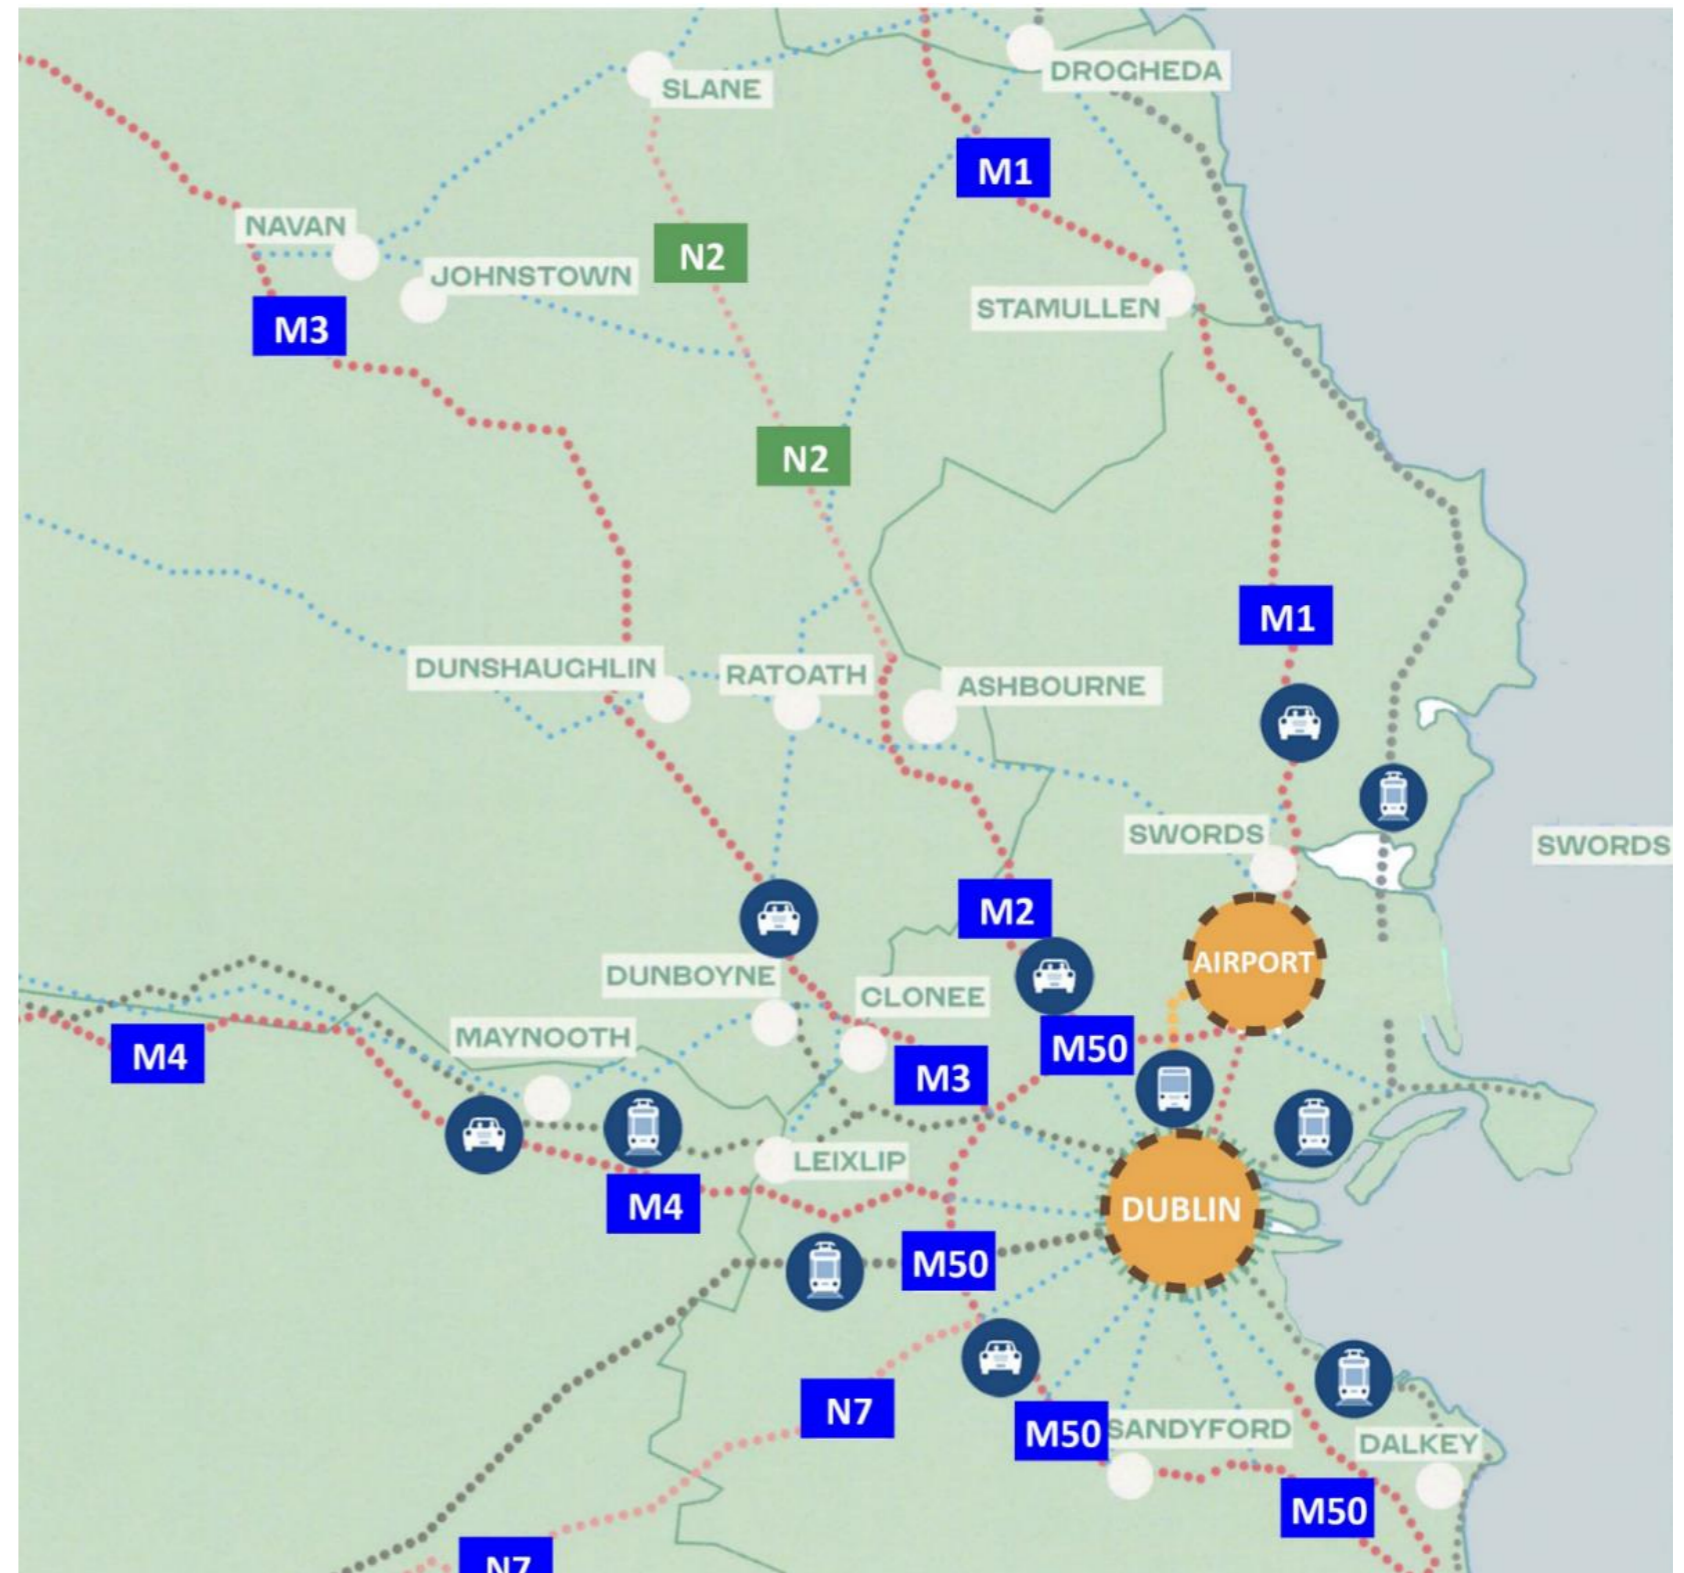 DROGHEDA
SLANE
M1
NAVAN
N2
JOHNSTOWN
STAMULLEN
M3
N2
M1
DUNSHAUGHLIN
RATOATH
ASHBOURNE
SWORDS
SWORDS
M2
AIRPORT
DUNBOYNE
CLONEE
MAYNOOTH
M50
M4
M3
LEIXLIP
M4
DUBLIN
M50
N7
SANDYFORD
M50
DALKEY
M50
N7